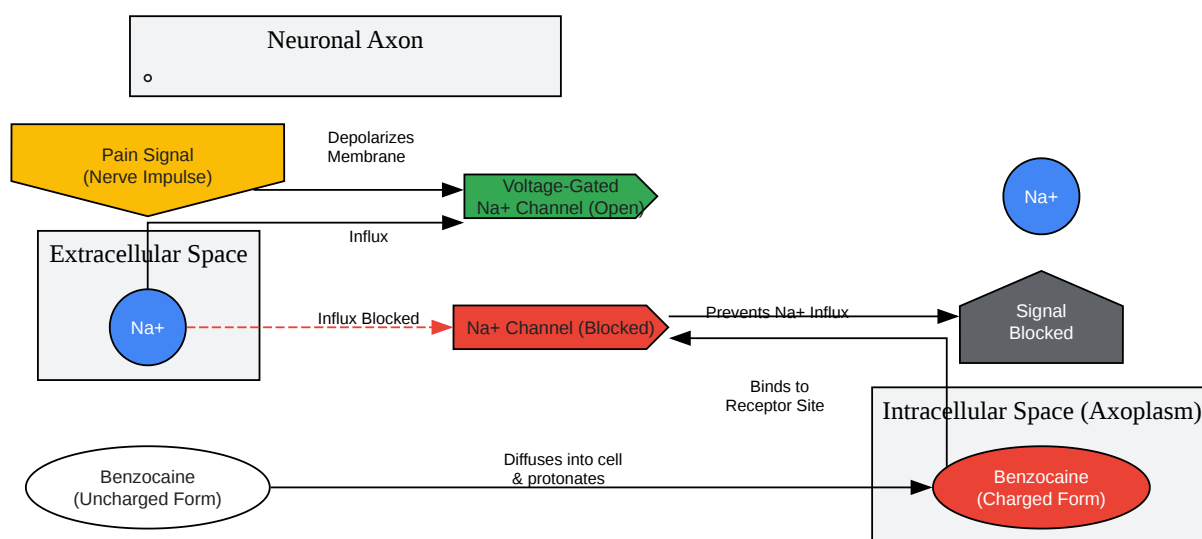 Neuronal Axon
Pain Signal
(Nerve Impulse)
Depolarizes
Membrane
Voltage-Gated
Na+ Channel (Open)
Na+
Influx
Extracellular Space
Na+
Influx Blocked
Na+ Channel (Blocked)
Prevents Na+ Influx
Signal
Blocked
Binds to
Receptor Site
Intracellular Space (Axoplasm)
Benzocaine
(Uncharged Form)
Diffuses into cell
& protonates
Benzocaine
(Charged Form)